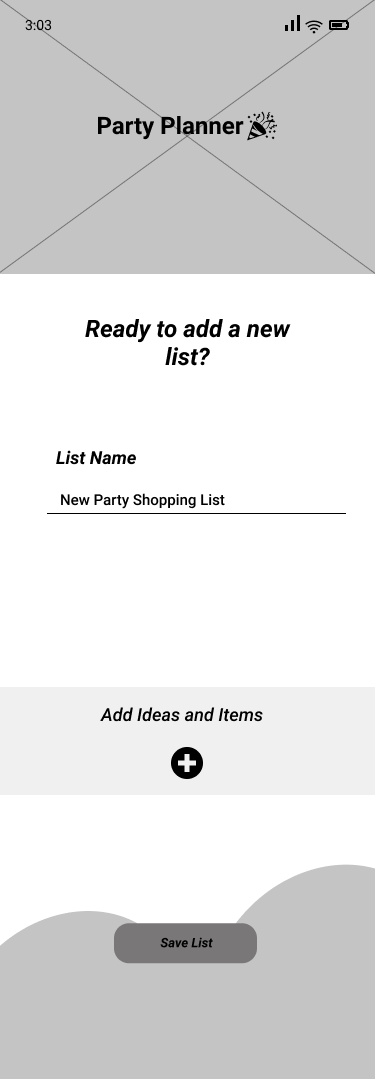 3:03
Party Planner
Ready to add a new
list?
List Name
New Party Shopping List
Add Ideas and Items
Save List